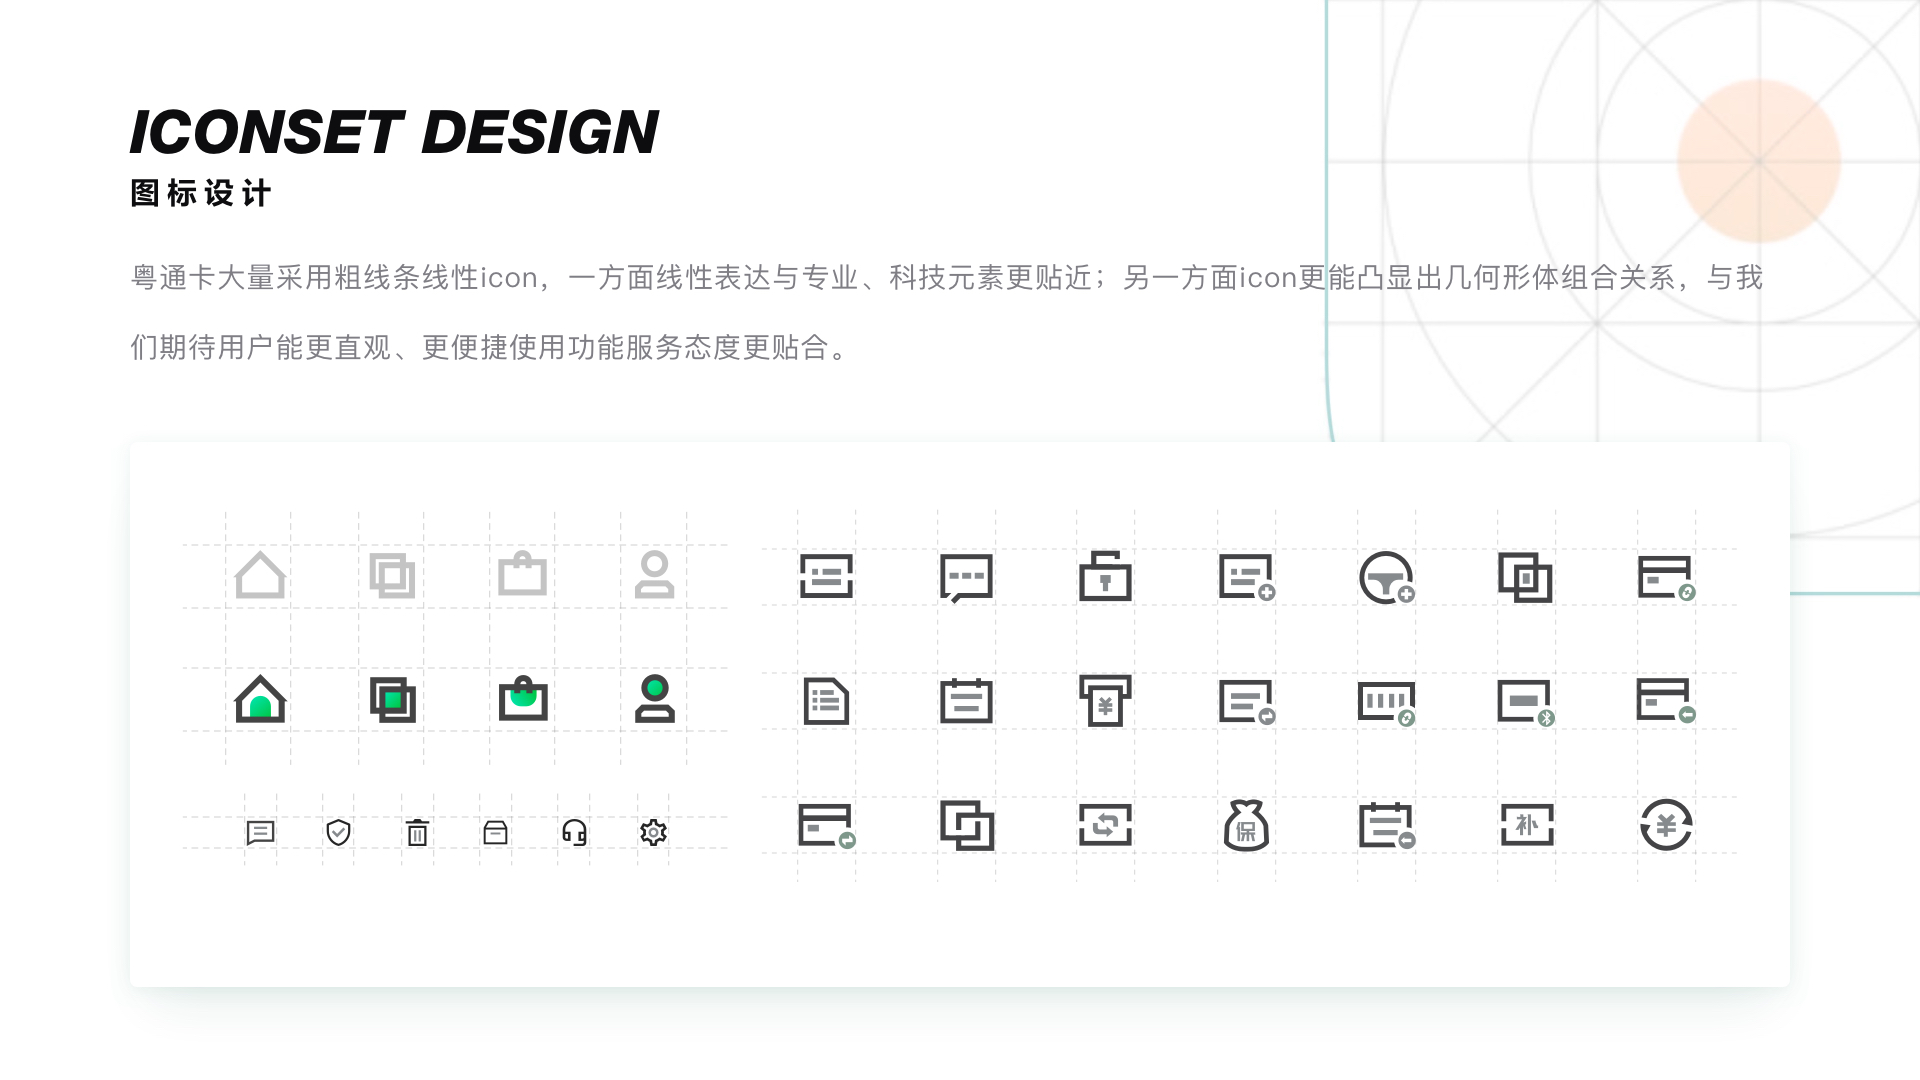 ICONSET DESIGN
图标设计
粤通卡大量采用粗线条线性icon，一方面线性表达与专业、科技元素更贴近；另一方面icon更能凸显出几何形体组合关系，与我
们期待用户能更直观、更便捷使用功能服务态度更贴合。
¥
保 补 ¥